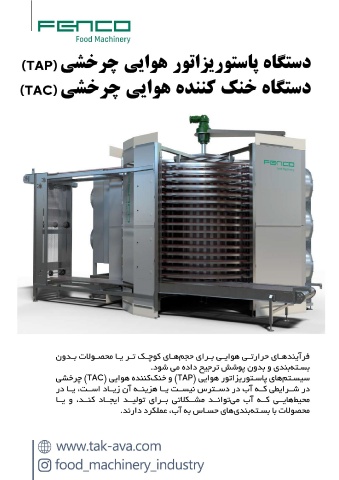 FENCO
Food Machinery
دستگاه پاستوریزاتور هوایی چرخشی (TAP)
دستگاه خنک کننده هوایی چرخشی (TAC)
FENCO
فرآیندهای حرارتی هوایی برای حجم‌های کوچک تر یا محصولات بدون
بسته‌بندی و بدون پوشش ترجیح داده می شود.
سیستم‌های پاستوریزاتور هوایی (TAP) و خنک‌کننده هوایی (TAC) چرخشی
در شرایطی که آب در دسترس نیست یا هزینه آن زیاد است، یا در
محیط‌هایی که آب می‌تواند مشکلاتی برای تولید ایجاد کند، و یا
محصولات با بسته‌بندی‌های حساس به آب، عملکرد دارند.
www.tak-ava.com
food_machinery_industry